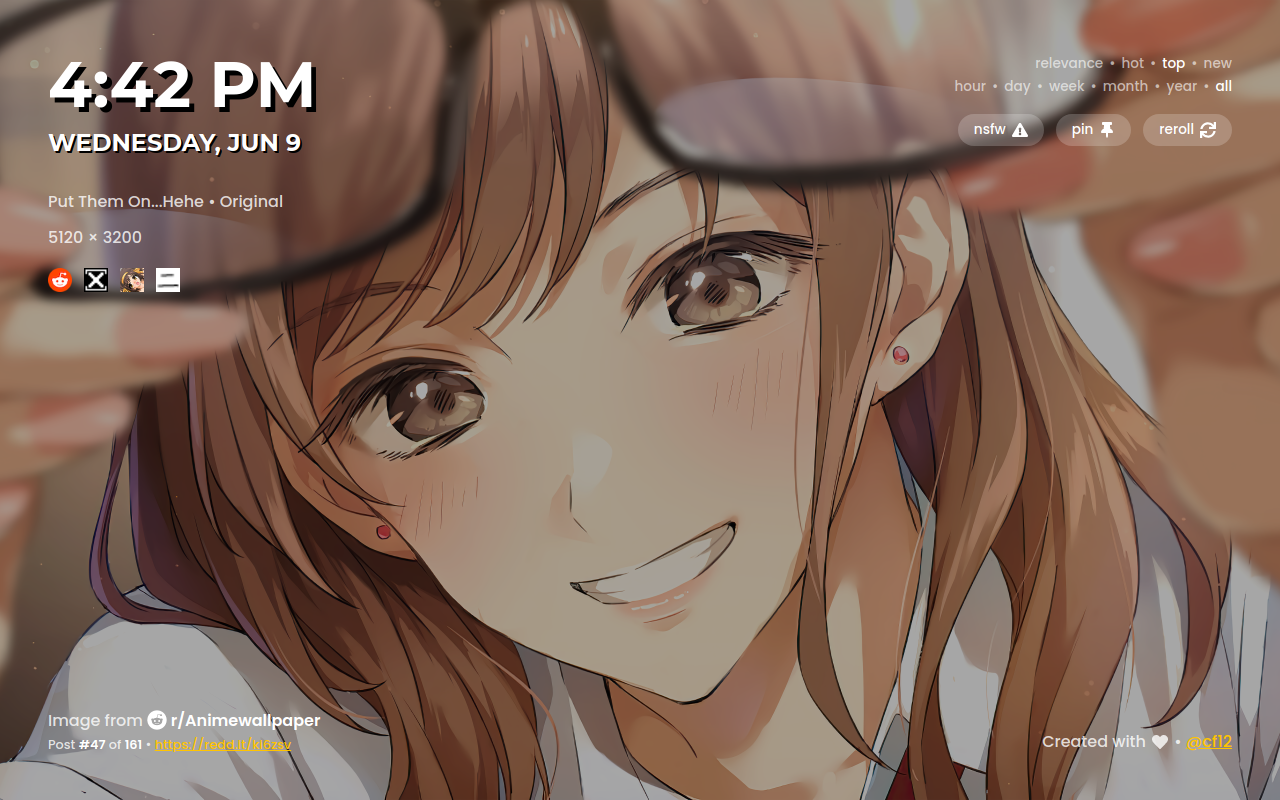 4:42 PM
WEDNESDAY, JUN 9
Put Them On...Hehe • Original
5120 × 3200
relevance • hot • top • new
hour • day • week • month • year • all
nsfw
pin
reroll
Image from r/Animewallpaper
Post #47 of 161 • https://redd.it/kl6zsv
Created with • @cf12